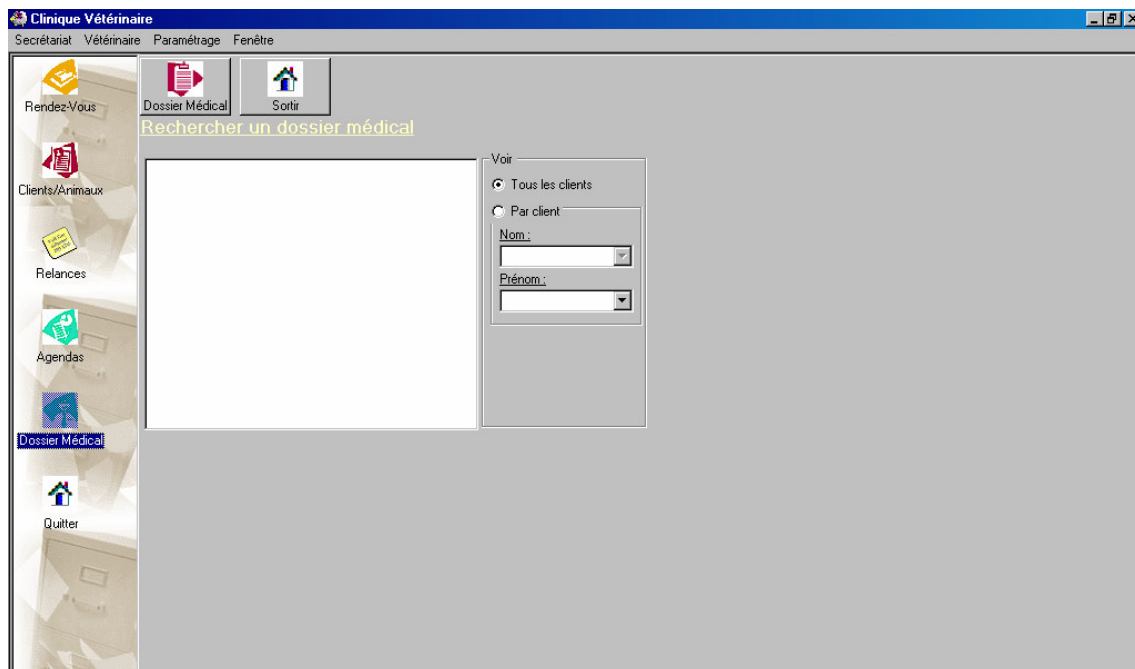 Clinique Vétérinaire
Secrétariat Vétérinaire Paramétrage Fenêtre
Rendez-Vous
Clients/Animaux
Relances
Agendas
Dossier Médical
Quitter
Dossier Médical Sortir
Rechercher un dossier médical
Voir
Tous les clients
Par client
Nom :
Prénom :